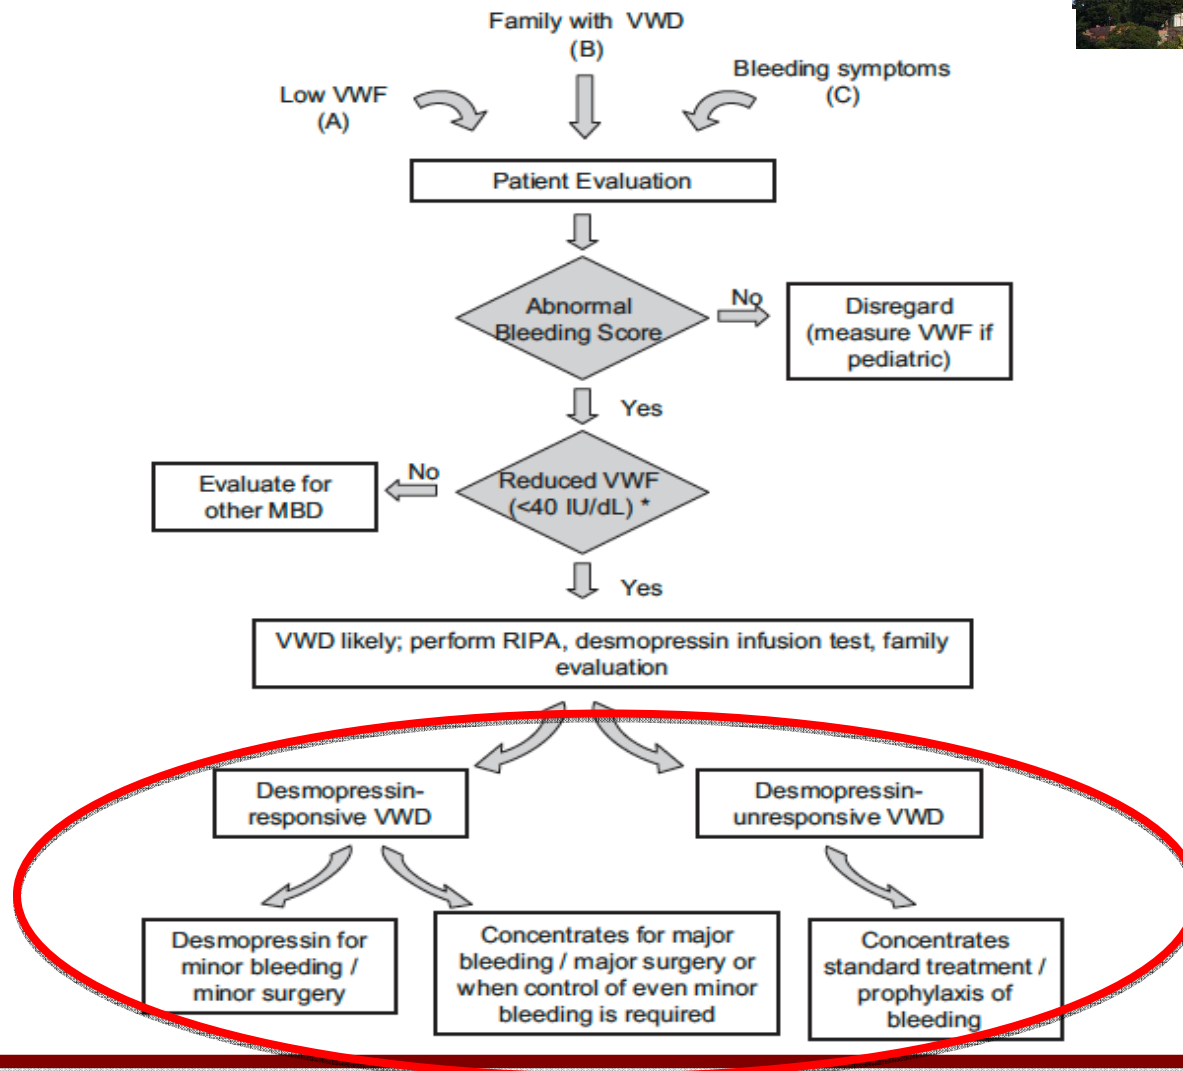 Family with VWD
(B)
Low VWF
(A)
Bleeding symptoms
(C)
Patient Evaluation
Abnormal
Bleeding Score
No
Disregard
(measure VWF if
pediatric)
Yes
Reduced VWF
(<40 IU/dL) *
No
Evaluate for
other MBD
Yes
VWD likely; perform RIPA, desmopressin infusion test, family
evaluation
Desmopressin-
responsive VWD
Desmopressin-
unresponsive VWD
Desmopressin for
minor bleeding /
minor surgery
Concentrates for major
bleeding / major surgery or
when control of even minor
bleeding is required
Concentrates
standard treatment /
prophylaxis of
bleeding